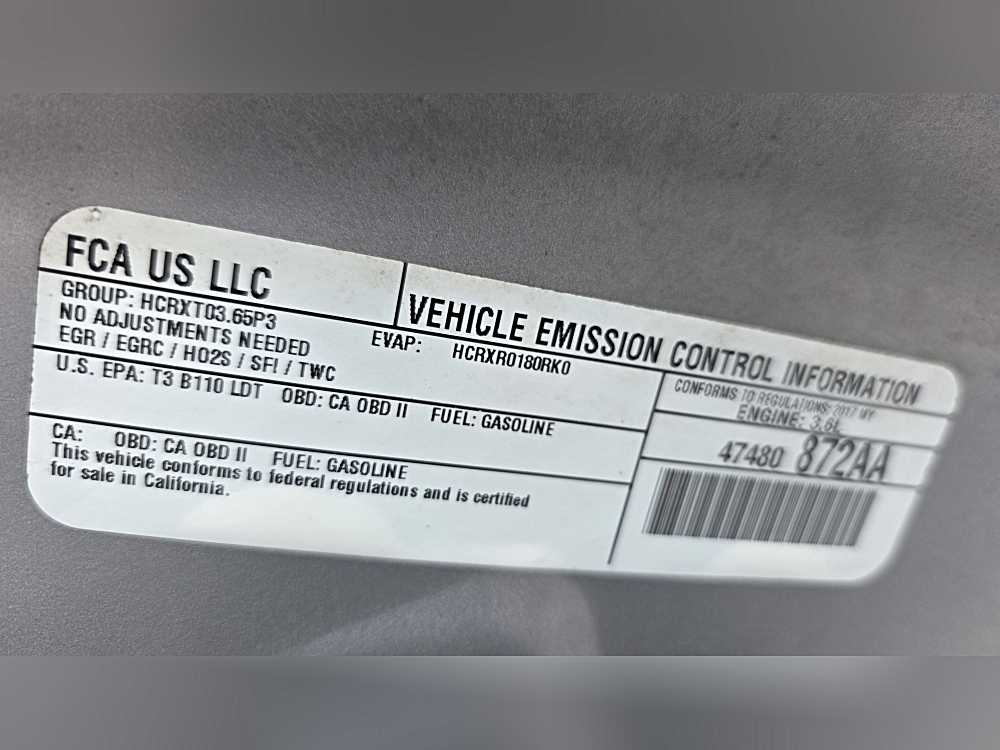 FCA US LLC
VEHICLE EMISSION CONTROL INFORMATION
GROUP: HCRXT03.65P3
EVAP: HCRXR0180RK0
NO ADJUSTMENTS NEEDED
EGR / EGRC / HO2S / SFI / TWC
CONFORMS TO REGULATIONS: 2017 MY
ENGINE: 3.6L
U.S. EPA: T3 B110 LDT OBD: CA OBD II FUEL: GASOLINE
47480 872AA
CA: OBD: CA OBD II FUEL: GASOLINE
This vehicle conforms to federal regulations and is certified
for sale in California.